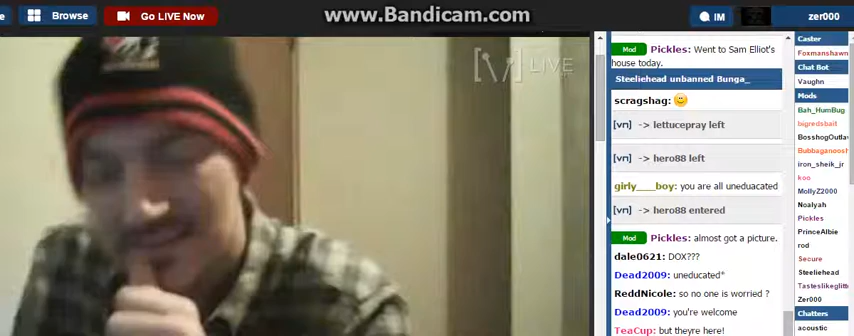 e
Browse
Go LIVE Now
www.Bandicam.com
IM
zer000
LIVE
Mod Pickles: Went to Sam Elliot's
house today.
Steeliehead unbanned Bunga_
scragshag:
[vn] -> lettucepray left
[vn] -> hero88 left
girly___boy: you are all uneduacated
[vn] -> hero88 entered
Mod Pickles: almost got a picture.
dale0621: DOX???
Dead2009: uneducated*
ReddNicole: so no one is worried ?
Dead2009: you're welcome
TeaCup: but theyre here!
Caster
Foxmanshawn
Chat Bot
Vaughn
Mods
Bah_HumBug
bigredsbait
BosshogOutla
Bubbaganoosh
iron_sheik_jr
koo
MollyZ2000
Noalyah
Pickles
PrinceAlbie
rod
Secure
Steeliehead
Tasteslikeglitt
Zer000
Chatters
acoustic